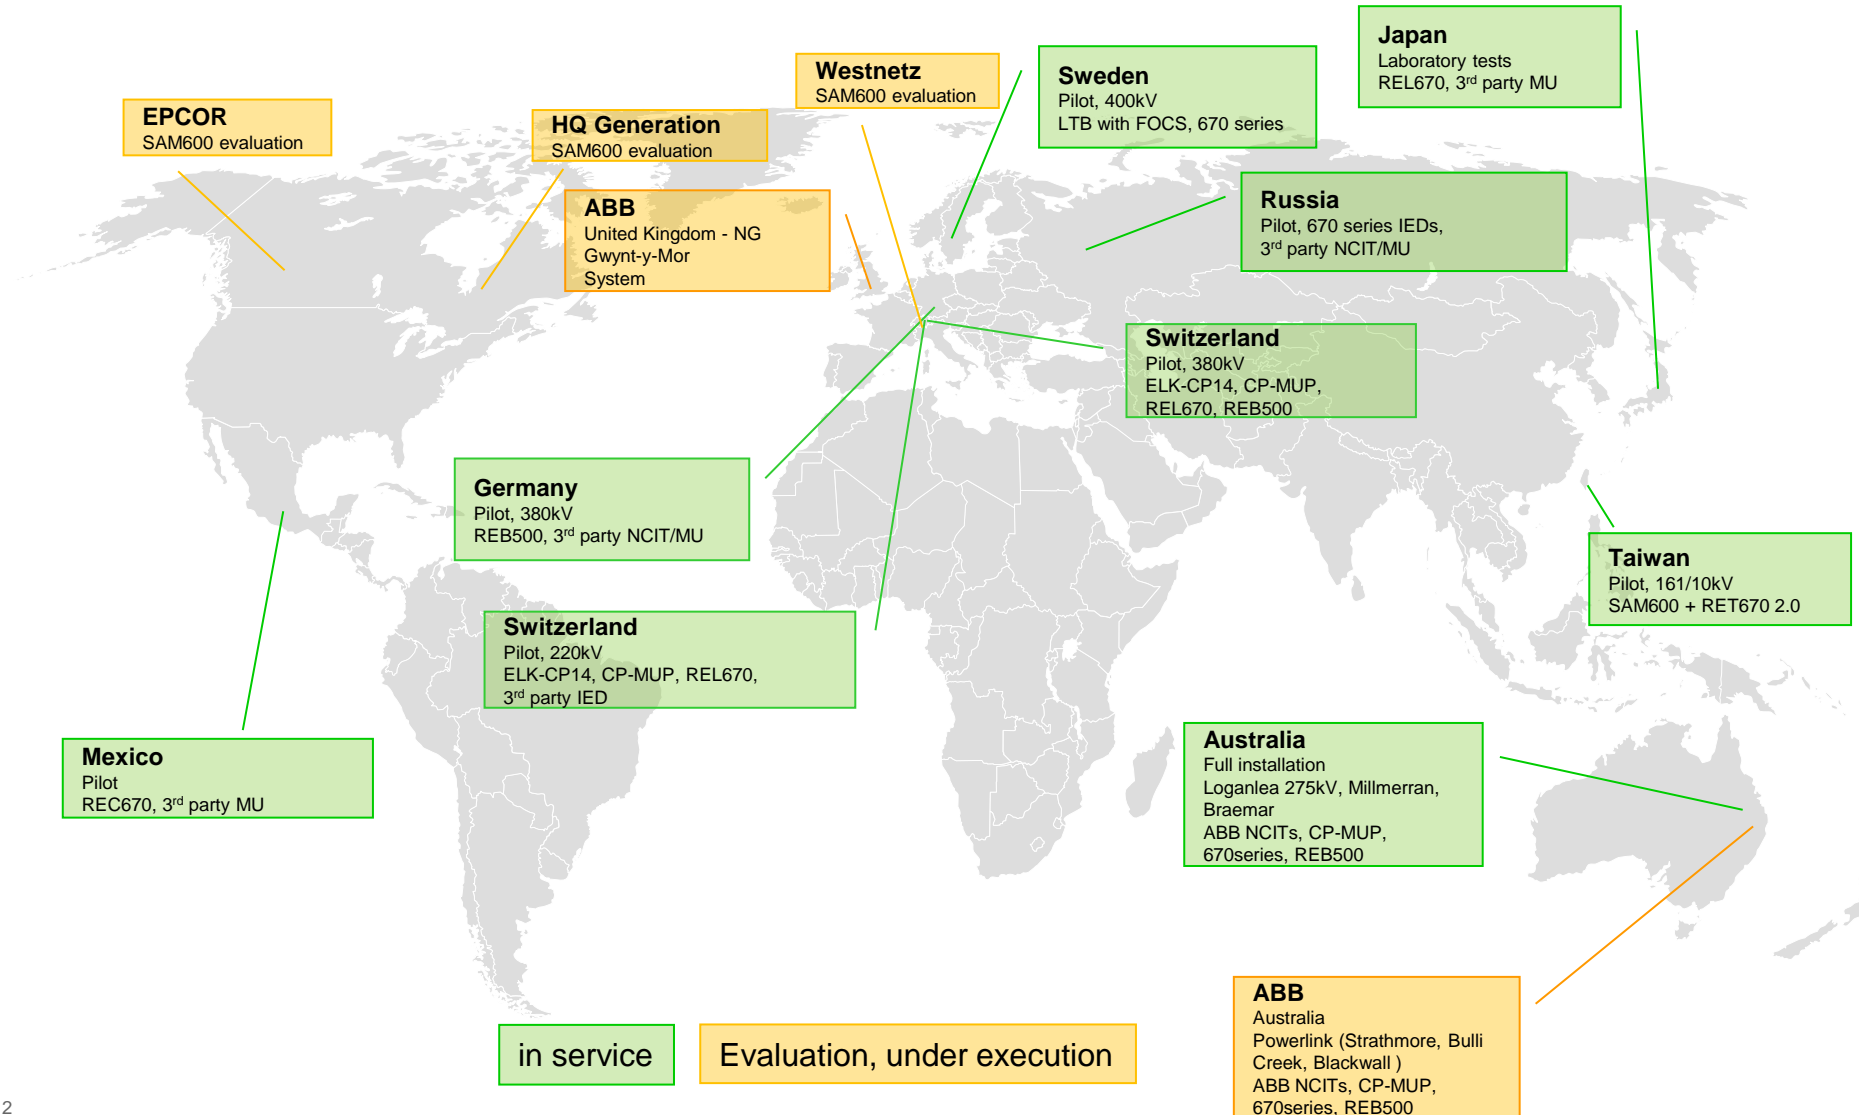 Japan
Laboratory tests
REL670, 3rd party MU
Westnetz
SAM600 evaluation
Sweden
Pilot, 400kV
LTB with FOCS, 670 series
EPCOR
SAM600 evaluation
HQ Generation
SAM600 evaluation
ABB
United Kingdom - NG
Gwynt-y-Mor
System
Russia
Pilot, 670 series IEDs,
3rd party NCIT/MU
Switzerland
Pilot, 380kV
ELK-CP14, CP-MUP,
REL670, REB500
Germany
Pilot, 380kV
REB500, 3rd party NCIT/MU
Taiwan
Pilot, 161/10kV
SAM600 + RET670 2.0
Switzerland
Pilot, 220kV
ELK-CP14, CP-MUP, REL670,
3rd party IED
Mexico
Pilot
REC670, 3rd party MU
Australia
Full installation
Loganlea 275kV, Millmerran,
Braemar
ABB NCITs, CP-MUP,
670series, REB500
ABB
Australia
Powerlink (Strathmore, Bulli
Creek, Blackwall )
ABB NCITs, CP-MUP,
670series, REB500
in service
Evaluation, under execution
2